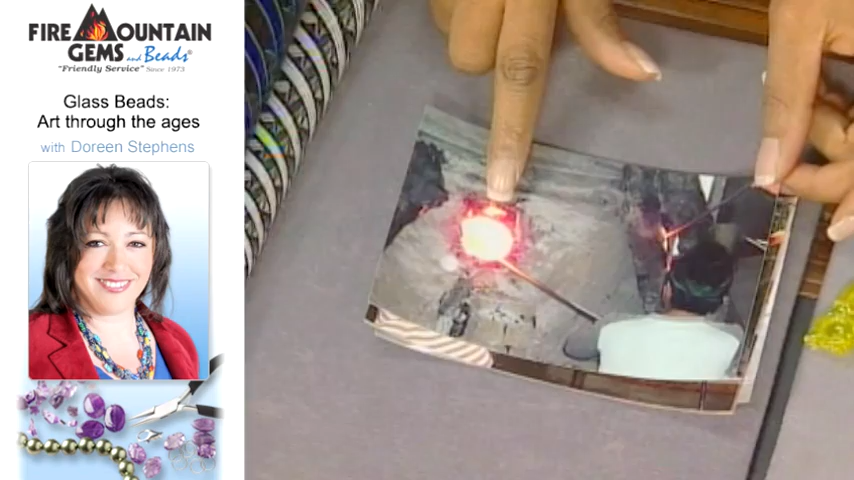 FIRE MOUNTAIN
GEMS and Beads®
"Friendly Service" Since 1973
Glass Beads:
Art through the ages
with Doreen Stephens